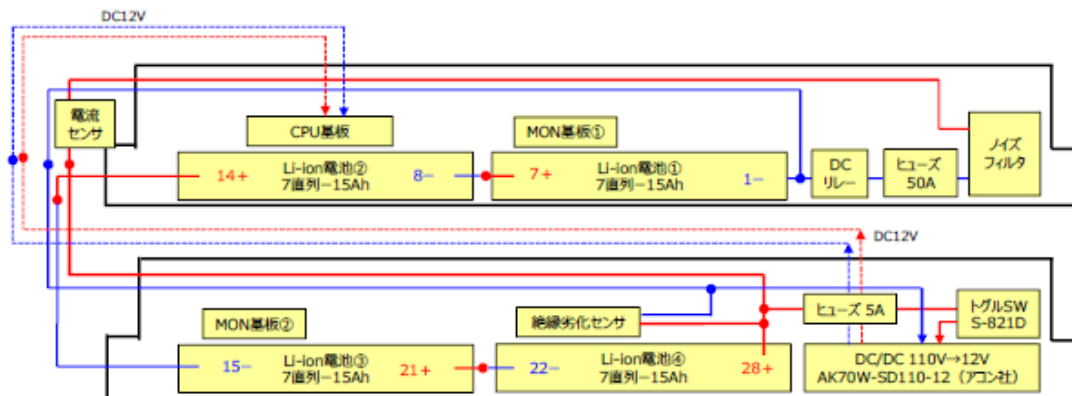 DC12V
電流
センサ
CPU基板
MON基板①
14+
Li-ion電池②
7直列−15Ah
8−
7+
Li-ion電池①
7直列−15Ah
1−
DC
リレー
ヒューズ
50A
ノイズ
フィルタ
DC12V
MON基板②
絶縁劣化センサ
ヒューズ 5A
トグルSW
S-821D
15−
Li-ion電池③
7直列−15Ah
21+
22−
Li-ion電池④
7直列−15Ah
28+
DC/DC 110V→12V
AK70W-SD110-12（アコン社）